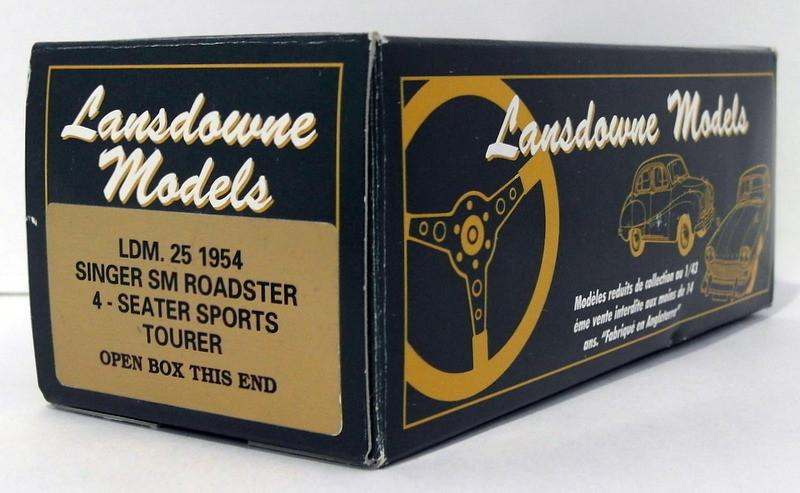 Lansdowne
Models
LDM. 25 1954
SINGER SM ROADSTER
4 - SEATER SPORTS
TOURER
OPEN BOX THIS END
Lansdowne Models
Modèles reduits de collection au 1/43
éme vente interdite aux moins de 14
ans. "Fabriqué en Angleterre"